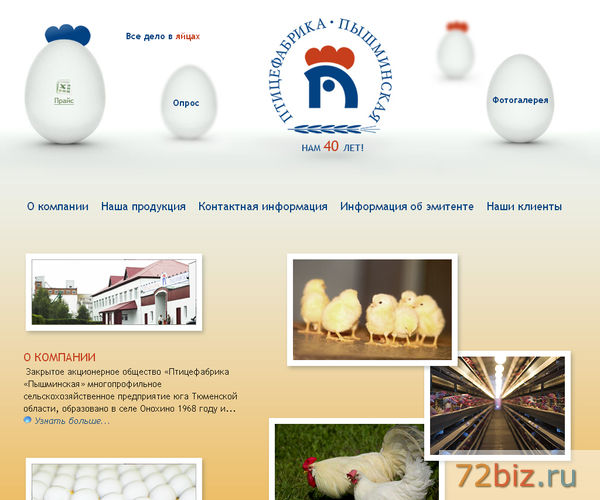 Все дело в яйцах
Прайс
Опрос
ПТИЦЕФАБРИКА · ПЫШМИНСКАЯ
Фотогалерея
НАМ 40 ЛЕТ!
О компании Наша продукция Контактная информация Информация об эмитенте Наши клиенты
О КОМПАНИИ
Закрытое акционерное общество «Птицефабрика
«Пышминская» многопрофильное
сельскохозяйственное предприятие юга Тюменской
области, образовано в селе Онохино 1968 году и...
Узнать больше...
72biz.ru